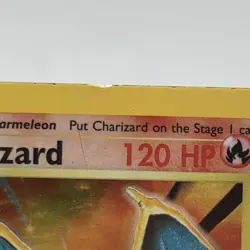 armeleon Put Charizard on the Stage 1 ca
zard 120 HP